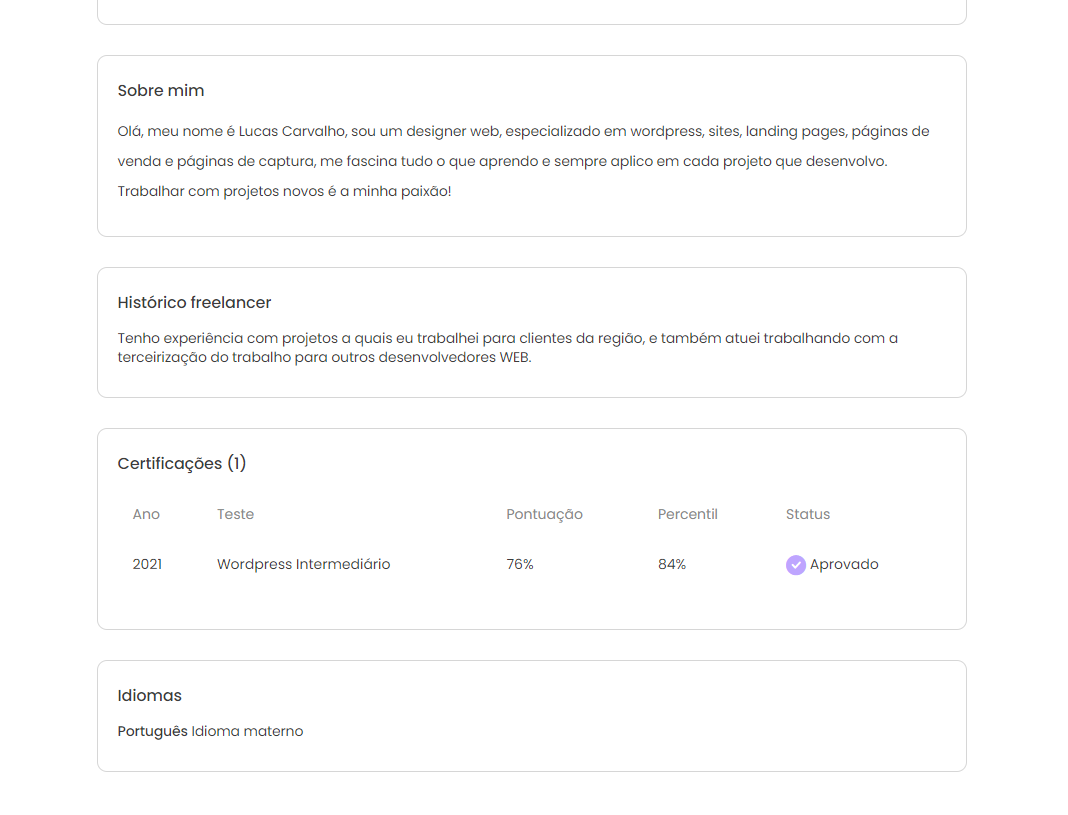 Sobre mim
Olá, meu nome é Lucas Carvalho, sou um designer web, especializado em wordpress, sites, landing pages, páginas de
venda e páginas de captura, me fascina tudo o que aprendo e sempre aplico em cada projeto que desenvolvo.
Trabalhar com projetos novos é a minha paixão!
Histórico freelancer
Tenho experiência com projetos a quais eu trabalhei para clientes da região, e também atuei trabalhando com a
terceirização do trabalho para outros desenvolvedores WEB.
Certificações (1)
Ano Teste Pontuação Percentil Status
2021 Wordpress Intermediário 76% 84% Aprovado
Idiomas
Português Idioma materno